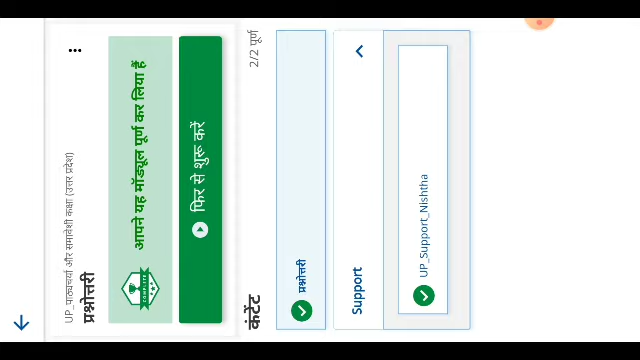 UP_पाठ्यचर्या और समावेशी कक्षा (उत्तर प्रदेश)
प्रश्नोत्तरी
COMPLETE
आपने यह मॉड्यूल पूर्ण कर लिया है
फिर से शुरू करें
कंटेंट
2/2 पूर्ण
प्रश्नोत्तरी
Support
UP_Support_Nishtha